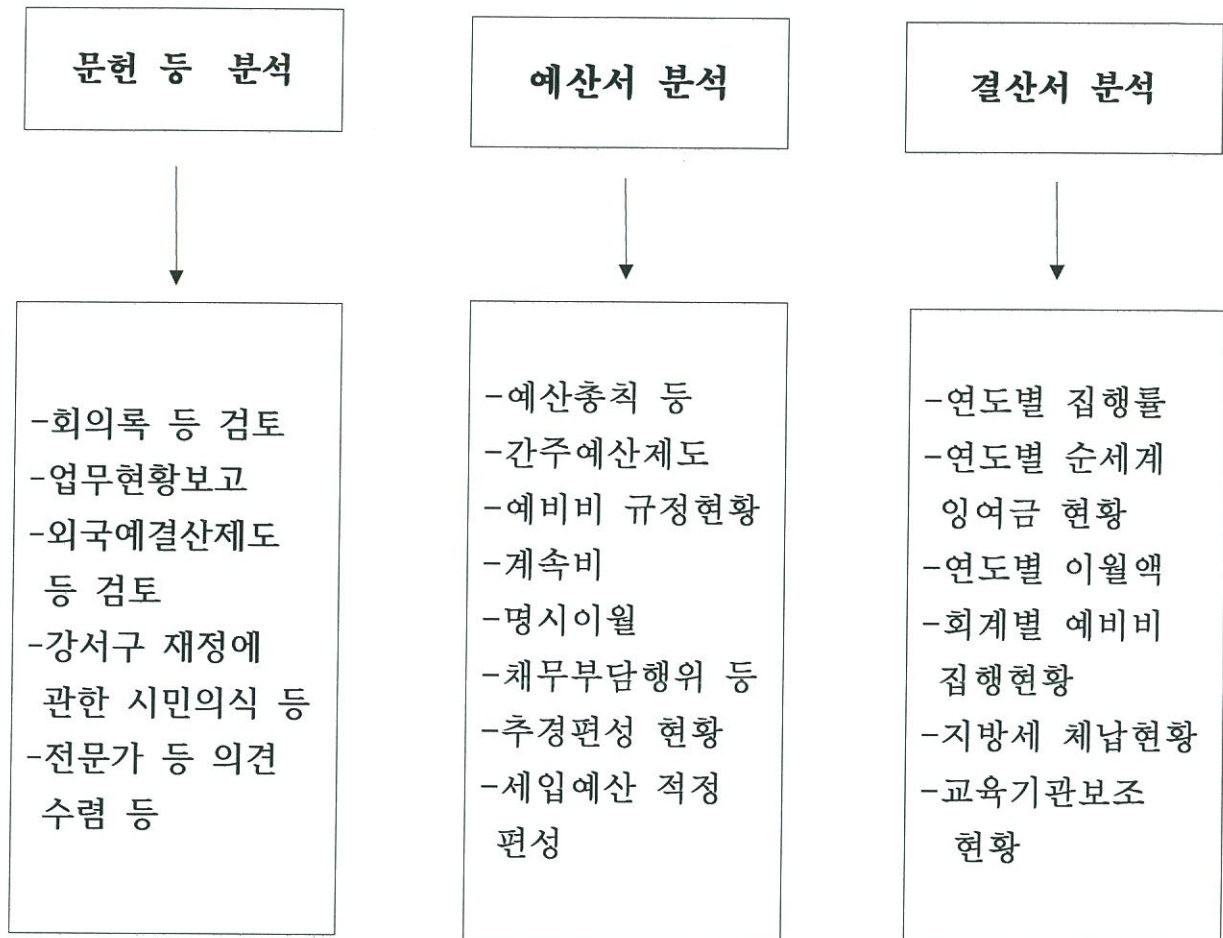 문헌 등 분석
-회의록 등 검토
-업무현황보고
-외국예결산제도
등 검토
-강서구 재정에
관한 시민의식 등
-전문가 등 의견
수렴 등
예산서 분석
-예산총칙 등
-간주예산제도
-예비비 규정현황
-계속비
-명시이월
-채무부담행위 등
-추경편성 현황
-세입예산 적정
편성
결산서 분석
-연도별 집행률
-연도별 순세계
잉여금 현황
-연도별 이월액
-회계별 예비비
집행현황
-지방세 체납현황
-교육기관보조
현황